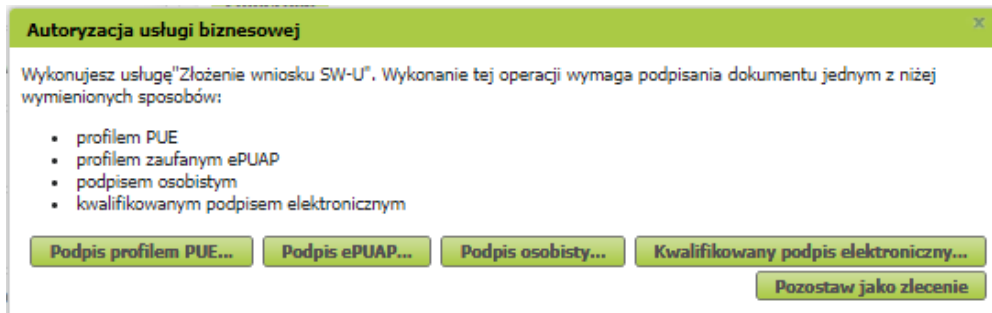 Autoryzacja usługi biznesowej
x
Wykonujesz usługę"Złożenie wniosku SW-U". Wykonanie tej operacji wymaga podpisania dokumentu jednym z niżej
wymienionych sposobów:
• profilem PUE
• profilem zaufanym ePUAP
• podpisem osobistym
• kwalifikowanym podpisem elektronicznym
Podpis profilem PUE... Podpis ePUAP... Podpis osobisty... Kwalifikowany podpis elektroniczny...
Pozostaw jako zlecenie